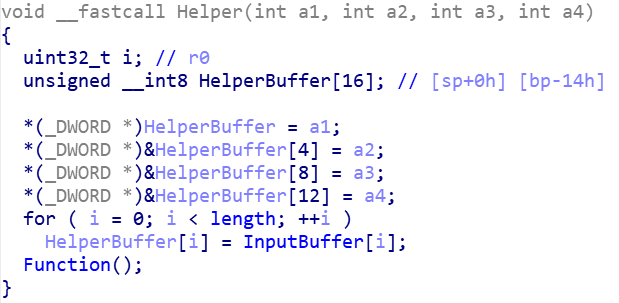 void __fastcall Helper(int a1, int a2, int a3, int a4)
{
  uint32_t i; // r0
  unsigned __int8 HelperBuffer[16]; // [sp+0h] [bp-14h]

  *(_DWORD *)HelperBuffer = a1;
  *(_DWORD *)&HelperBuffer[4] = a2;
  *(_DWORD *)&HelperBuffer[8] = a3;
  *(_DWORD *)&HelperBuffer[12] = a4;
  for ( i = 0; i < length; ++i )
    HelperBuffer[i] = InputBuffer[i];
  Function();
}